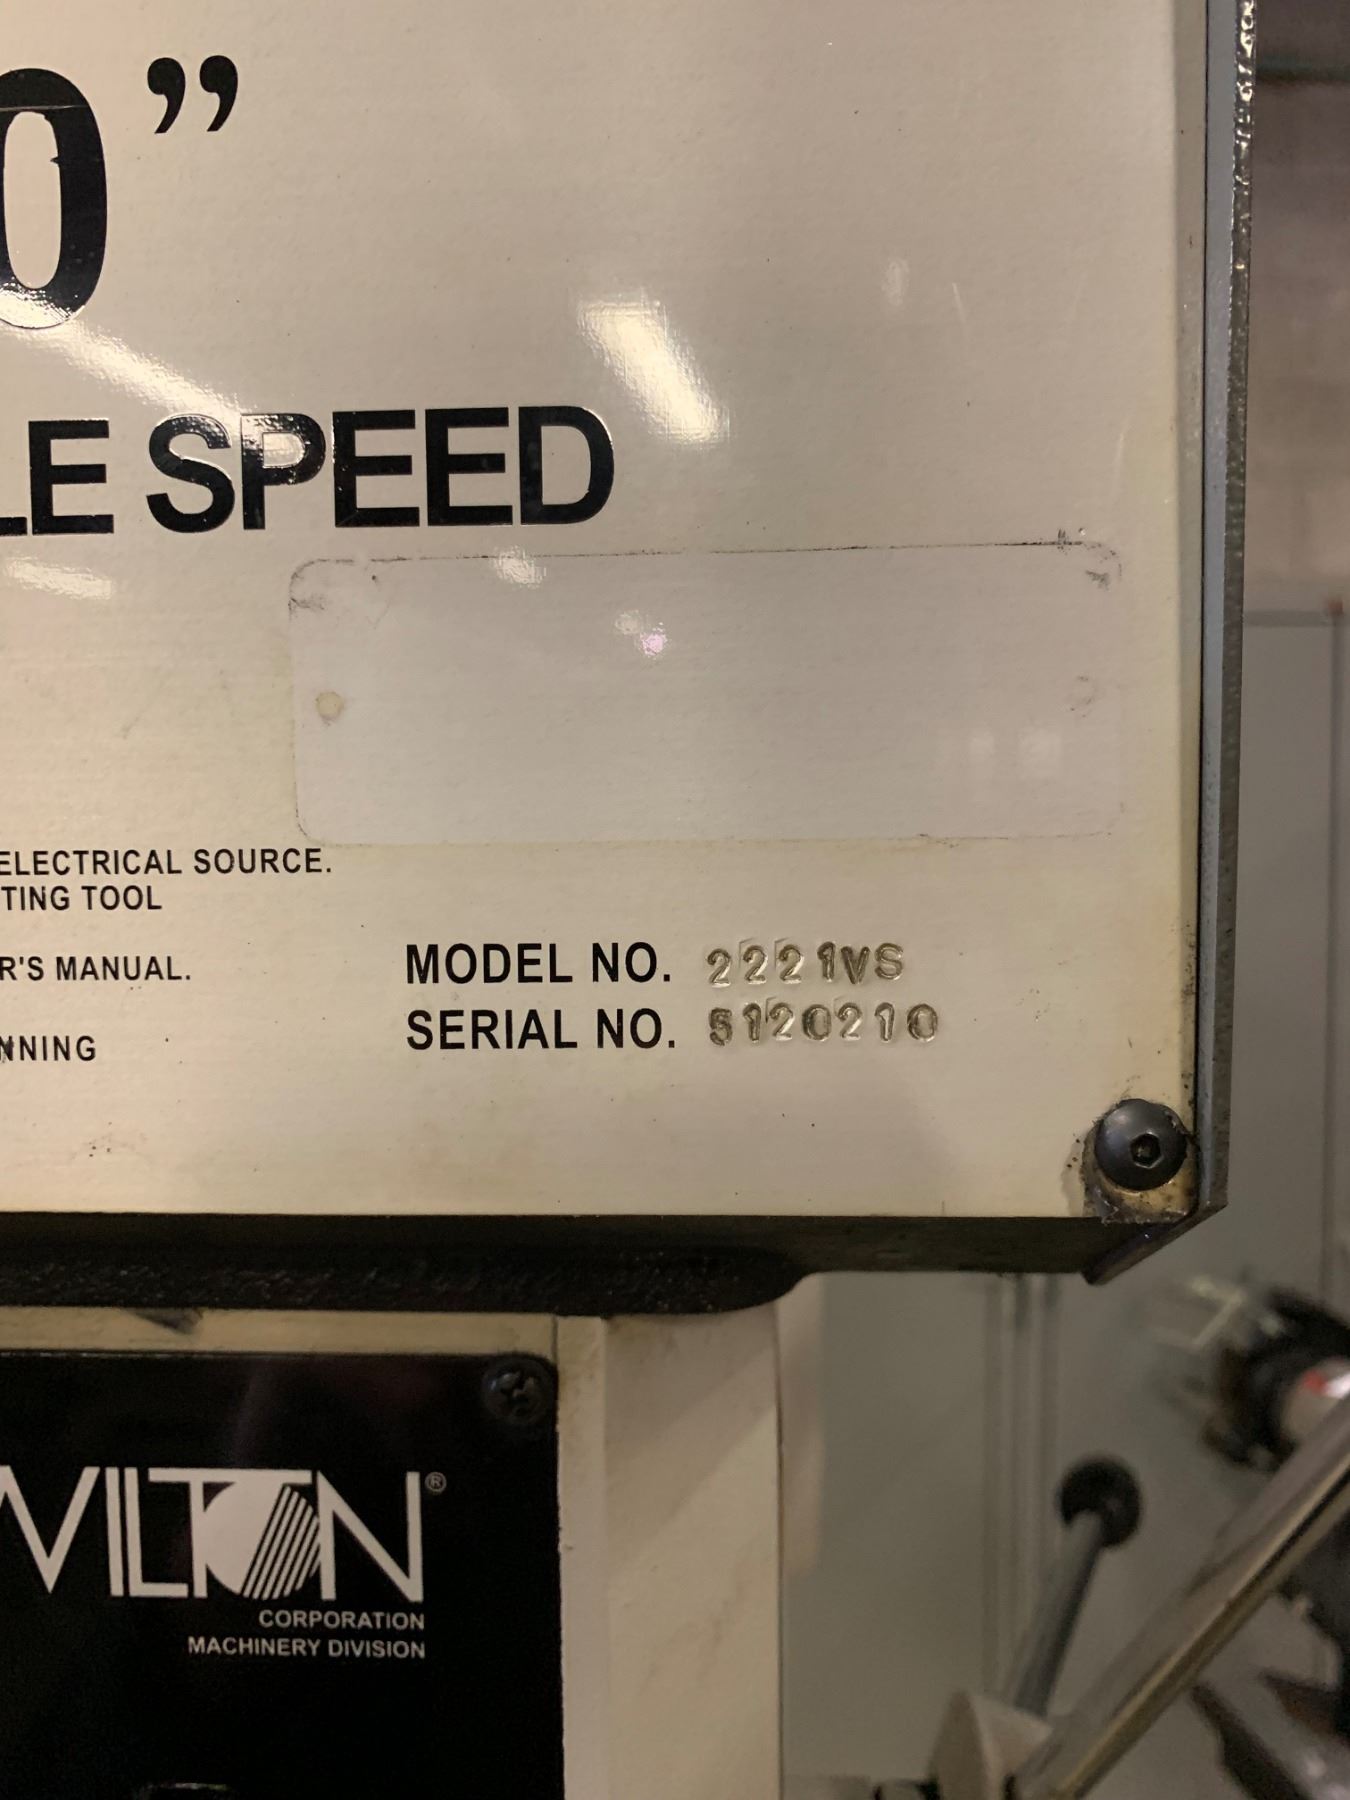 0”
LE SPEED
ELECTRICAL SOURCE.
TING TOOL
R'S MANUAL.
NNING
MODEL NO. 2221VS
SERIAL NO. 5120210
WILTON®
CORPORATION
MACHINERY DIVISION